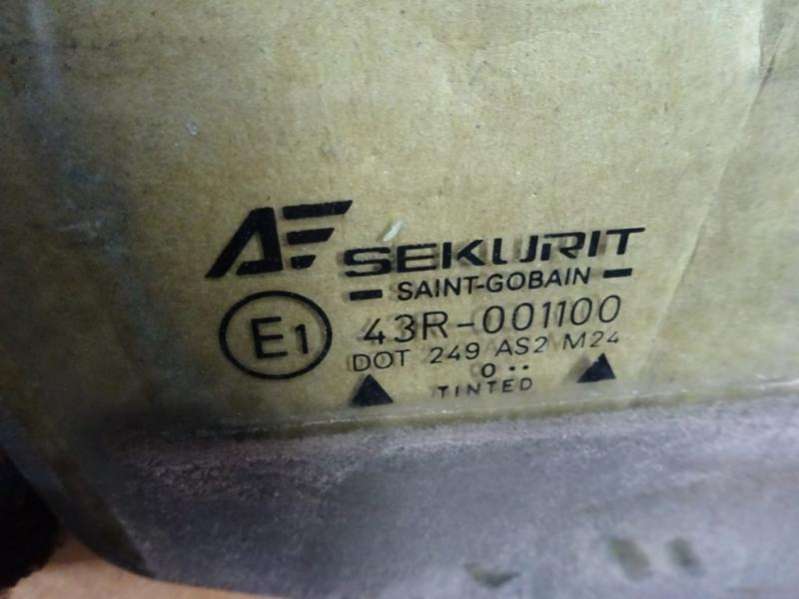 AF SEKURIT
SAINT-GOBAIN
E1 43R-001100
DOT 249 AS2 M24
0 ..
TINTED